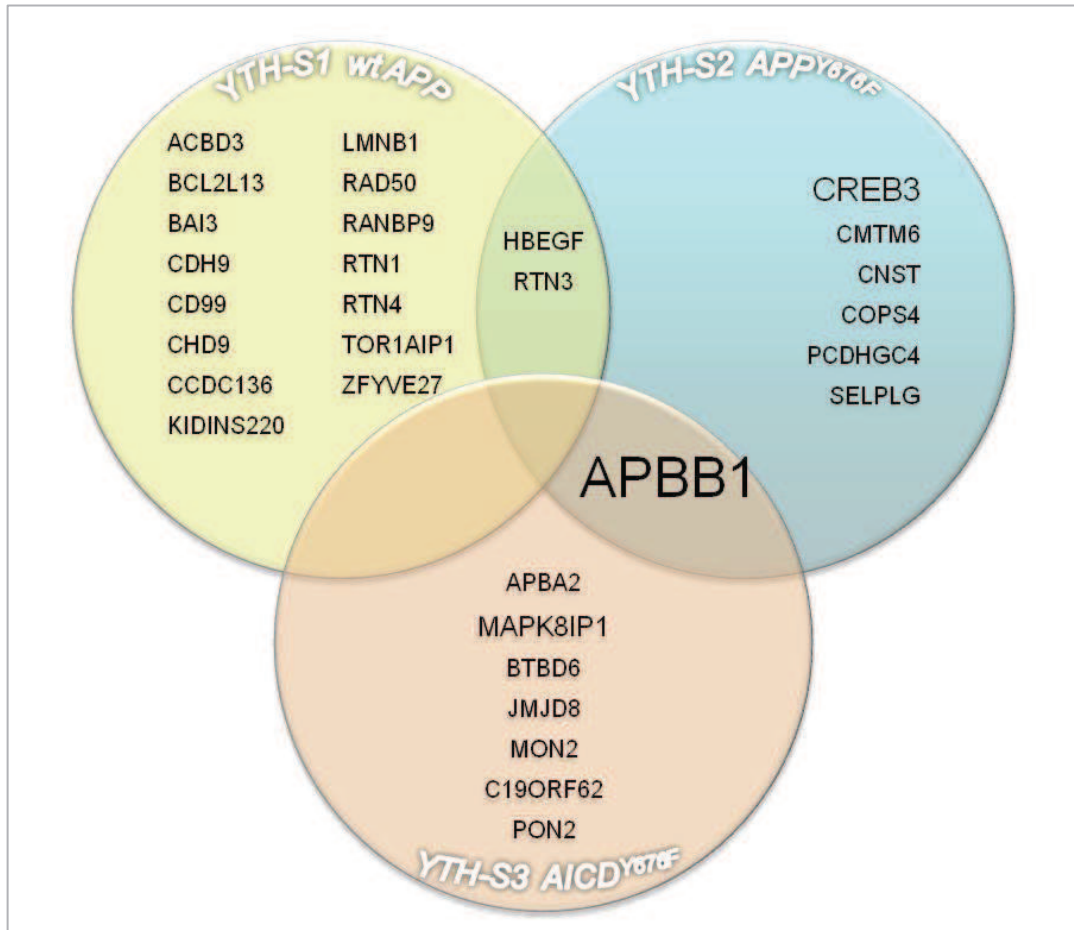 YTH-S1 wtAPP
YTH-S2 APPY676F
ACBD3
BCL2L13
BAI3
CDH9
CD99
CHD9
CCDC136
KIDINS220
LMNB1
RAD50
RANBP9
RTN1
RTN4
TOR1AIP1
ZFYVE27
HBEGF
RTN3
CREB3
CMTM6
CNST
COPS4
PCDHGC4
SELPLG
APBB1
APBA2
MAPK8IP1
BTBD6
JMJD8
MON2
C19ORF62
PON2
YTH-S3 AICDY676F